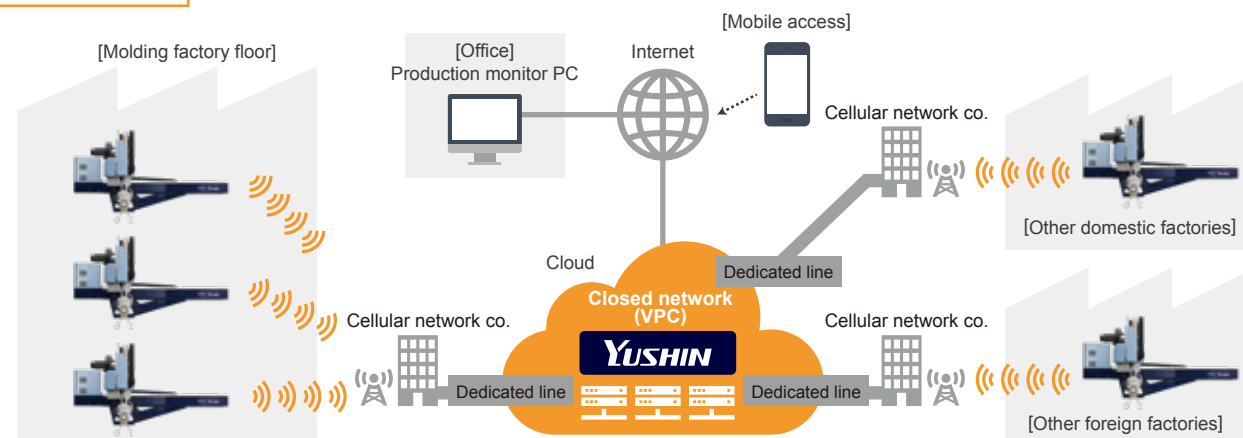 [Mobile access]
[Molding factory floor]
[Office]
Production monitor PC
Internet
Cellular network co.
[Other domestic factories]
Cloud
Dedicated line
Closed network
(VPC)
YUSHIN
Cellular network co.
Cellular network co.
Dedicated line
Dedicated line
[Other foreign factories]